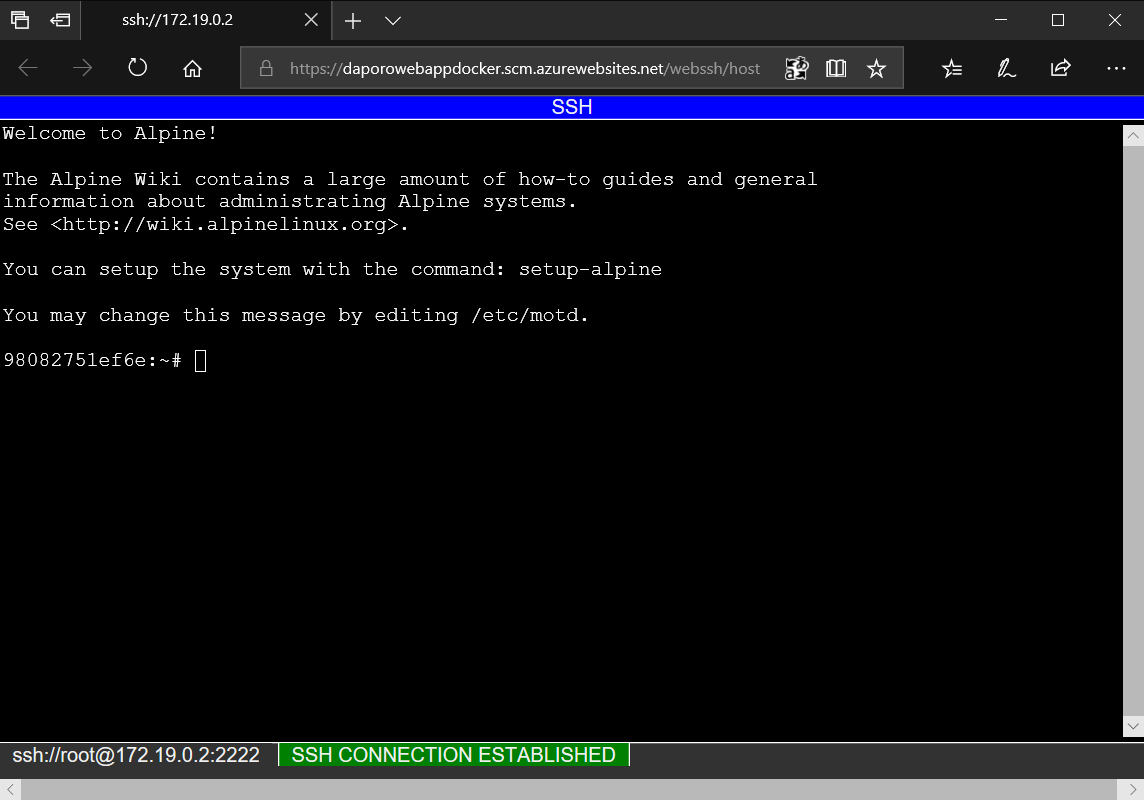 ssh://172.19.0.2
https://daporowebappdocker.scm.azurewebsites.net/webssh/host
SSH
Welcome to Alpine!
The Alpine Wiki contains a large amount of how-to guides and general
information about administrating Alpine systems.
See <http://wiki.alpinelinux.org>.
You can setup the system with the command: setup-alpine
You may change this message by editing /etc/motd.
98082751ef6e:~#
ssh://root@172.19.0.2:2222
SSH CONNECTION ESTABLISHED